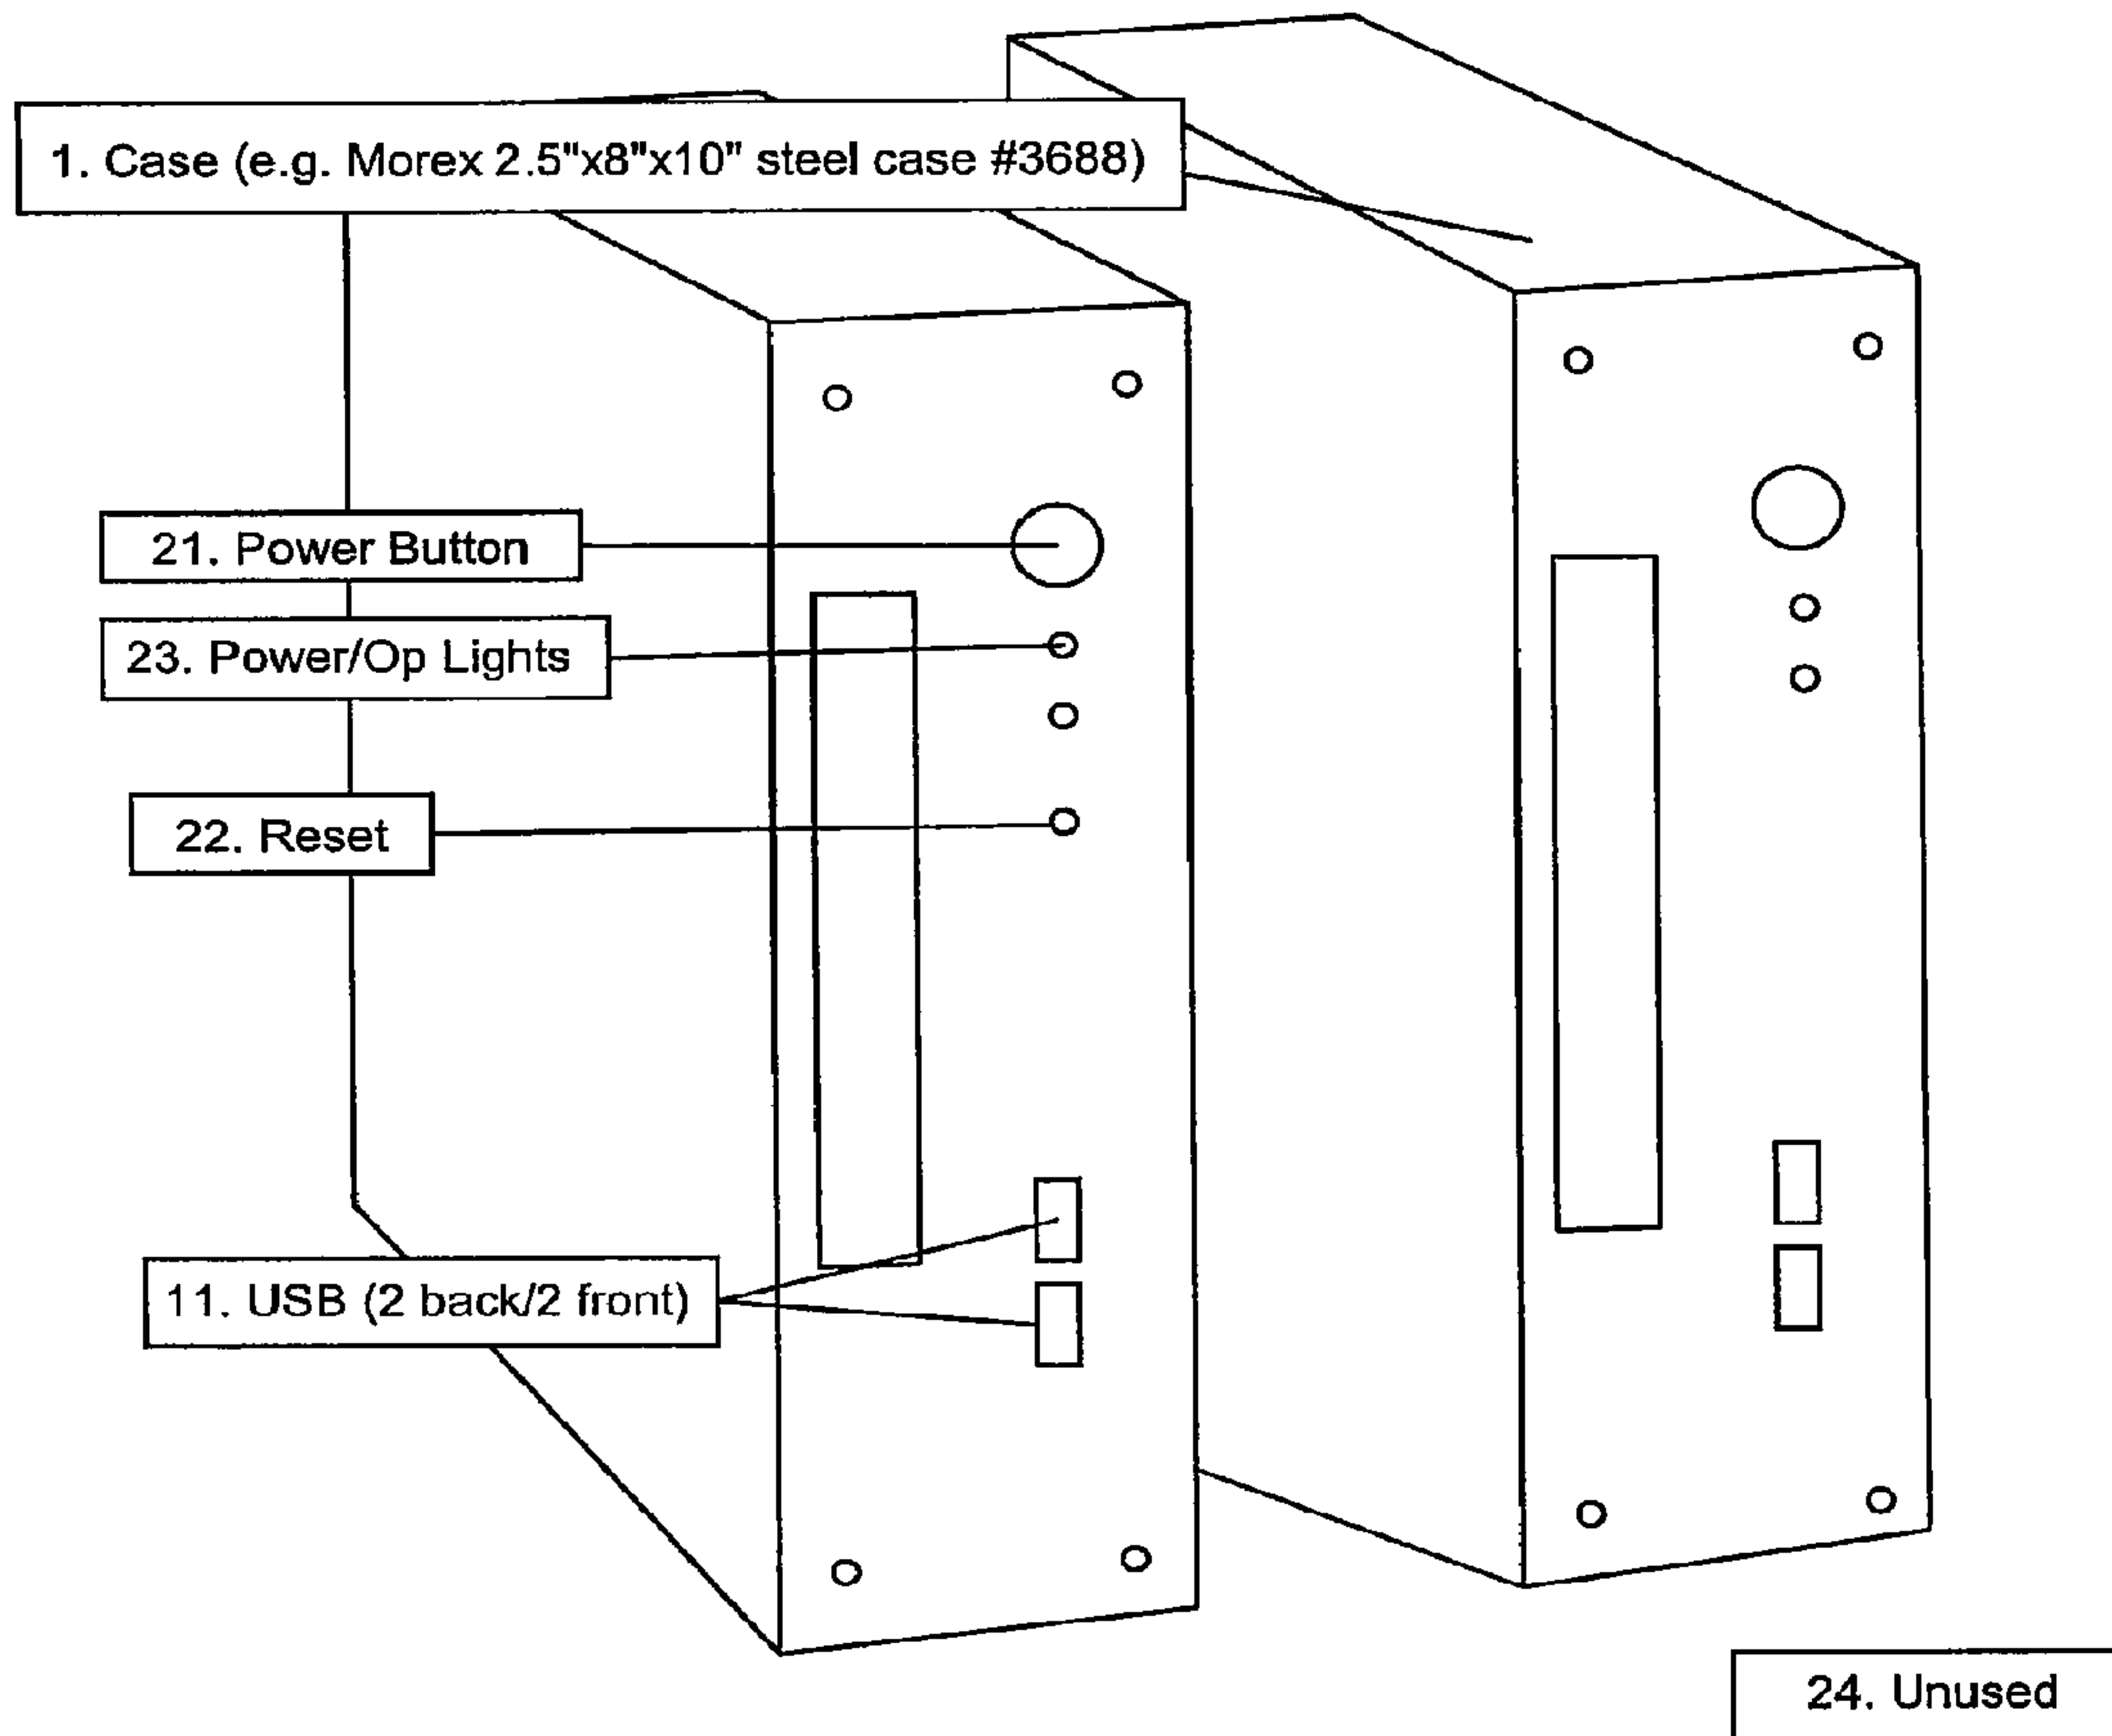 1. Case (e.g. Morex 2.5"x8"x10" steel case #3688)
21. Power Button
23. Power/Op Lights
22. Reset
11. USB (2 back/2 front)
24. Unused